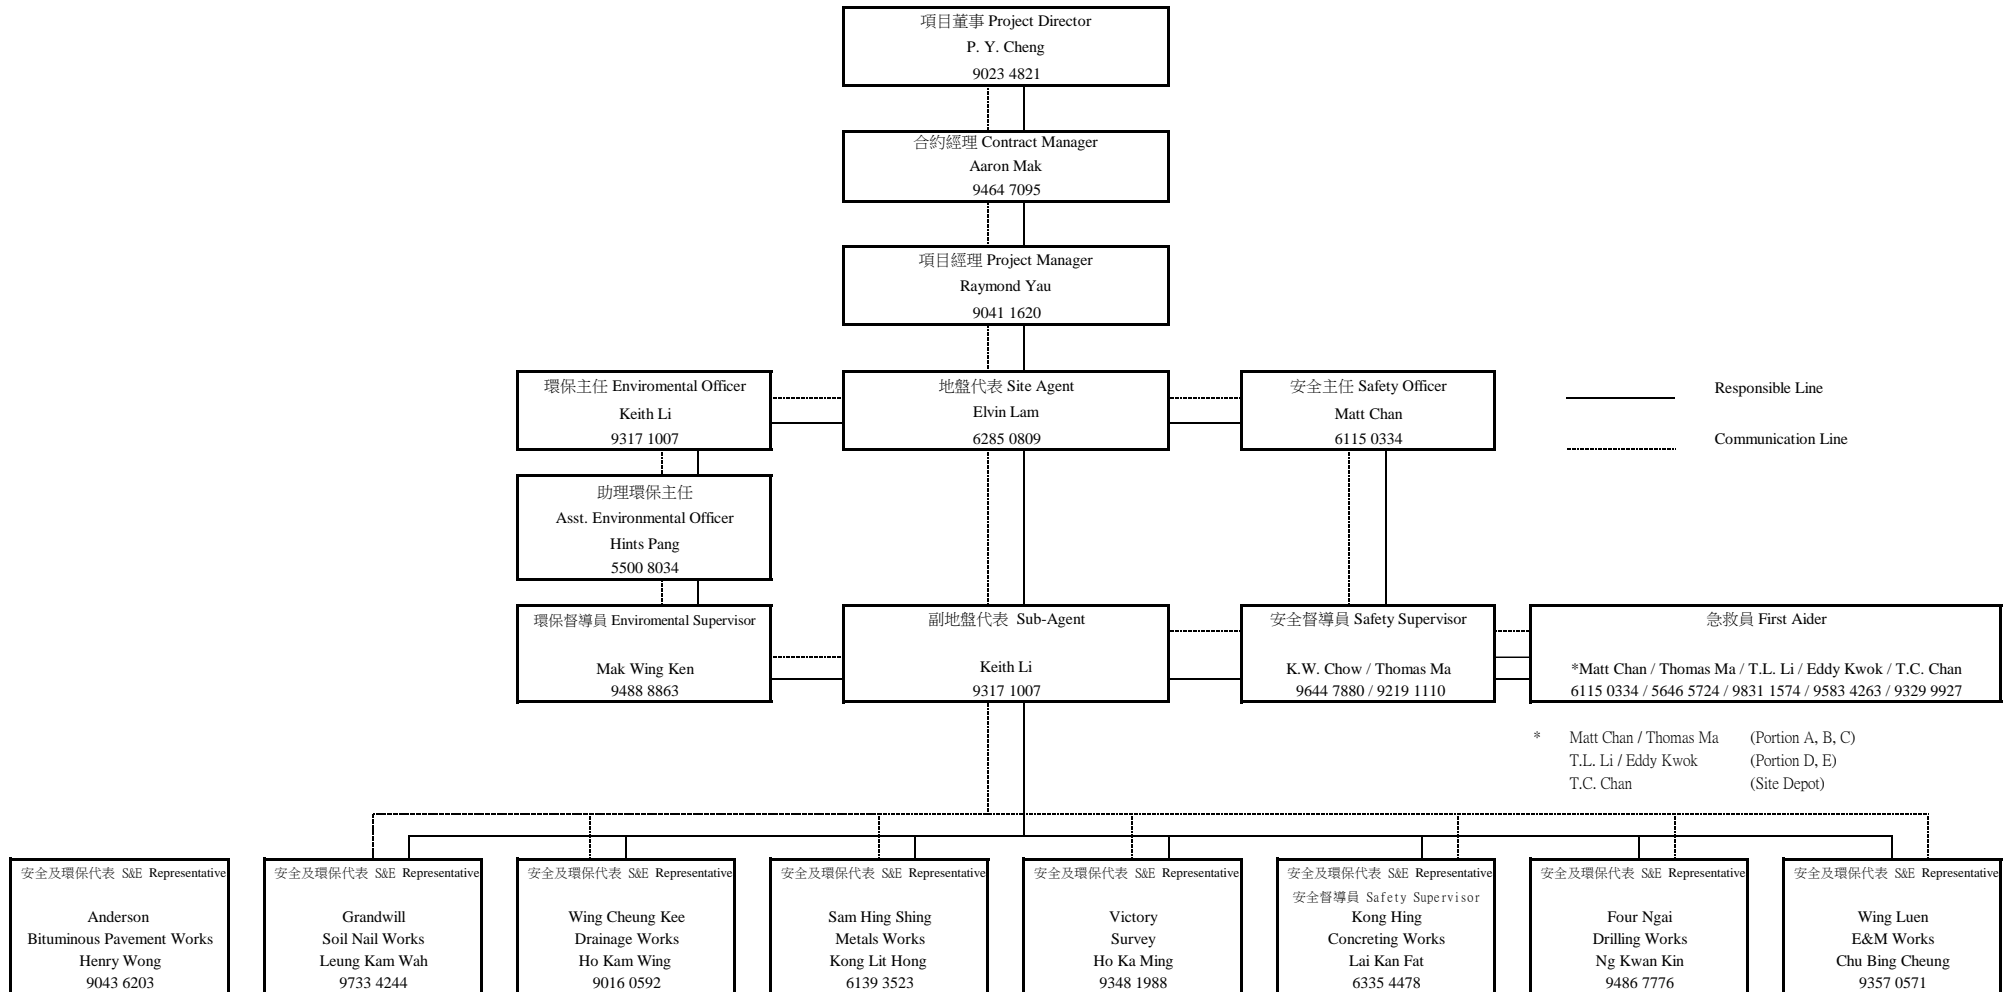 項目董事 Project Director
P. Y. Cheng
9023 4821
合約經理 Contract Manager
Aaron Mak
9464 7095
項目經理 Project Manager
Raymond Yau
9041 1620
環保主任 Enviromental Officer
Keith Li
9317 1007
地盤代表 Site Agent
Elvin Lam
6285 0809
安全主任 Safety Officer
Matt Chan
6115 0334
Responsible Line
Communication Line
助理環保主任
Asst. Environmental Officer
Hints Pang
5500 8034
環保督導員 Enviromental Supervisor
Mak Wing Ken
9488 8863
副地盤代表 Sub-Agent
Keith Li
9317 1007
安全督導員 Safety Supervisor
K.W. Chow / Thomas Ma
9644 7880 / 9219 1110
急救員 First Aider
*Matt Chan / Thomas Ma / T.L. Li / Eddy Kwok / T.C. Chan
6115 0334 / 5646 5724 / 9831 1574 / 9583 4263 / 9329 9927
* Matt Chan / Thomas Ma (Portion A, B, C)
T.L. Li / Eddy Kwok (Portion D, E)
T.C. Chan (Site Depot)
安全及環保代表 S&E Representative
Anderson
Bituminous Pavement Works
Henry Wong
9043 6203
安全及環保代表 S&E Representative
Grandwill
Soil Nail Works
Leung Kam Wah
9733 4244
安全及環保代表 S&E Representative
Wing Cheung Kee
Drainage Works
Ho Kam Wing
9016 0592
安全及環保代表 S&E Representative
Sam Hing Shing
Metals Works
Kong Lit Hong
6139 3523
安全及環保代表 S&E Representative
Victory
Survey
Ho Ka Ming
9348 1988
安全及環保代表 S&E Representative
安全督導員 Safety Supervisor
Kong Hing
Concreting Works
Lai Kan Fat
6335 4478
安全及環保代表 S&E Representative
Four Ngai
Drilling Works
Ng Kwan Kin
9486 7776
安全及環保代表 S&E Representative
Wing Luen
E&M Works
Chu Bing Cheung
9357 0571